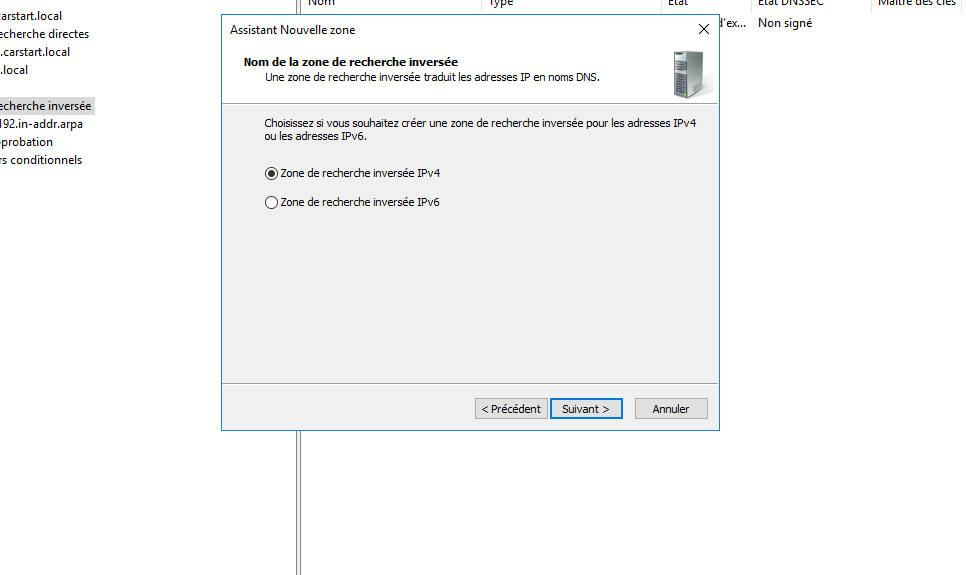 Nom Type État État DNSSEC Maître des clés
carstart.local
echerche directes
.carstart.local
.local
echerche inversée
192.in-addr.arpa
probation
rs conditionnels
d'ex... Non signé
Assistant Nouvelle zone
Nom de la zone de recherche inversée
Une zone de recherche inversée traduit les adresses IP en noms DNS.
Choisissez si vous souhaitez créer une zone de recherche inversée pour les adresses IPv4
ou les adresses IPv6.
Zone de recherche inversée IPv4
Zone de recherche inversée IPv6
< Précédent Suivant > Annuler